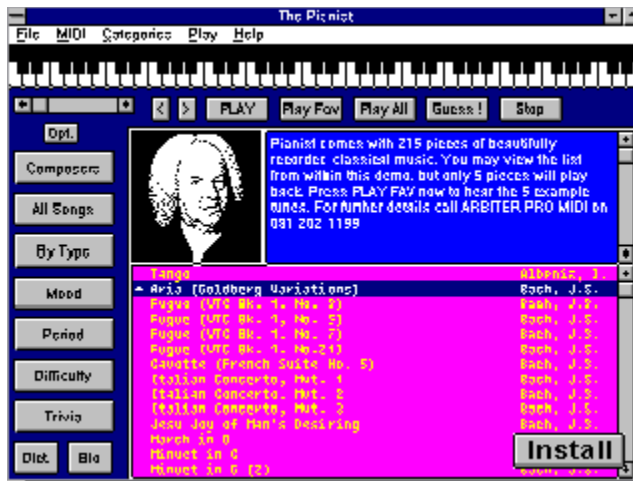 The Pianist
File MIDI Categories Play Help
< > PLAY Play Fav Play All Guess ! Stop
Opt.
Composers
All Songs
By Type
Mood
Period
Difficulty
Trivia
Dict. Bio
Pianist comes with 215 pieces of beautifully
recorded classical music. You may view the list
from within this demo, but only 5 pieces will play
back. Press PLAY FAV now to hear the 5 example
tunes. For further details call ARBITER PRO MIDI on
081 202 1199
Tango Albeniz, I.
Aria (Goldberg Variations) Bach, J.S.
Fugue (WTC Bk. 1, No. 2) Bach, J.S.
Fugue (WTC Bk. 1, No. 5) Bach, J.S.
Fugue (WTC Bk. 1, No. 7) Bach, J.S.
Fugue (WTC Bk. 1, No.21) Bach, J.S.
Gavotte (French Suite No. 5) Bach, J.S.
Italian Concerto, Mvt. 1 Bach, J.S.
Italian Concerto, Mvt. 2 Bach, J.S.
Italian Concerto, Mvt. 3 Bach, J.S.
Jesu Joy of Man's Desiring Bach, J.S.
March in D
Minuet in G
Minuet in G (2) Bach, J.S.
Install